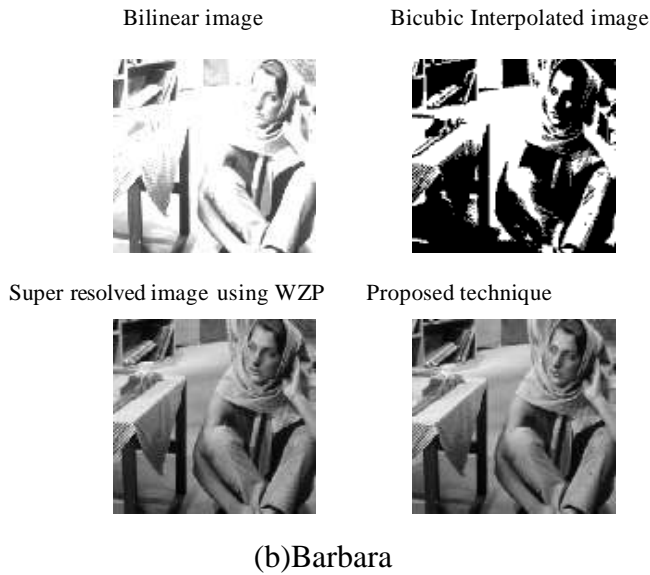 Bilinear image
Bicubic Interpolated image
Super resolved image using WZP
Proposed technique
(b)Barbara